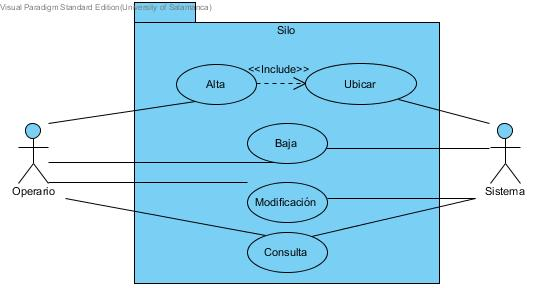 Visual Paradigm Standard Edition(University of Salamanca)
Silo
<<Include>>
Alta
Ubicar
Baja
Operario
Sistema
Modificación
Consulta